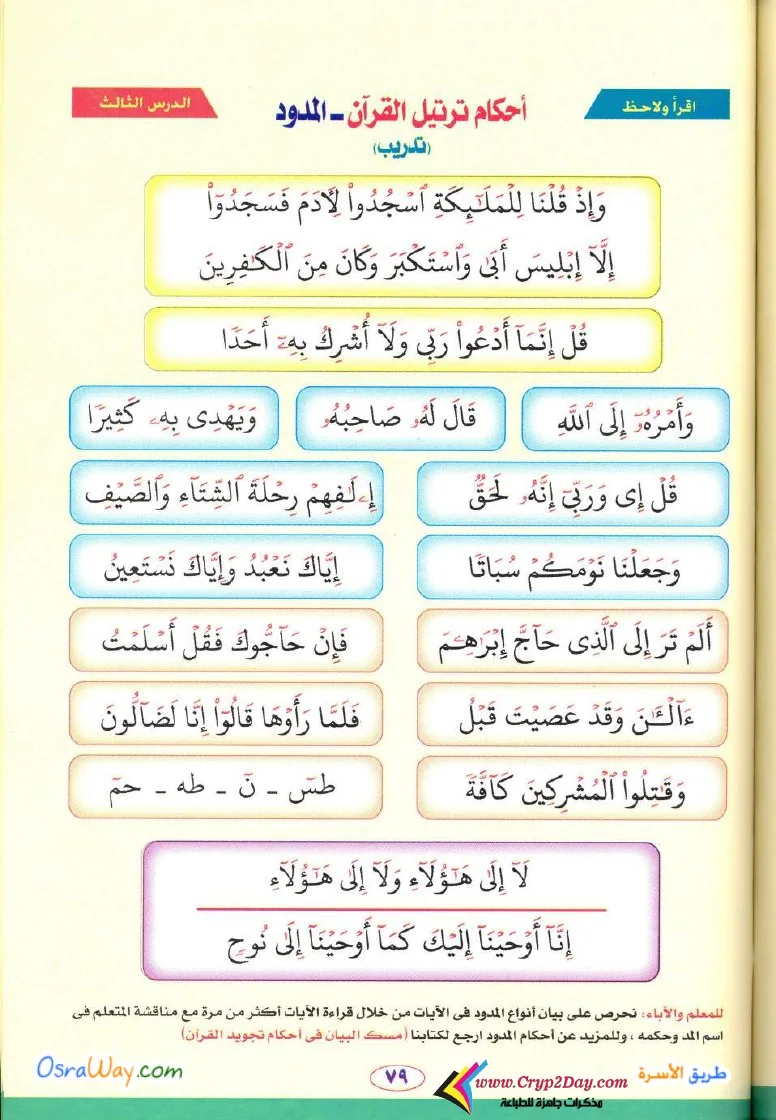 اقرأ ولاحظ
أحكام ترتيل القرآن - المدود
الدرس الثالث
(تدريب)
وَإِذْ قُلْنَا لِلْمَلَـٰٓئِكَةِ ٱسْجُدُوا۟ لِـَٔادَمَ فَسَجَدُوٓا۟
إِلَّآ إِبْلِيسَ أَبَىٰ وَٱسْتَكْبَرَ وَكَانَ مِنَ ٱلْكَـٰفِرِينَ
قُلْ إِنَّمَآ أَدْعُوا۟ رَبِّى وَلَآ أُشْرِكُ بِهِۦٓ أَحَدًا
وَأَمْرُهُۥٓ إِلَى ٱللَّهِ
قَالَ لَهُۥ صَاحِبُهُۥ
وَيَهْدِى بِهِۦ كَثِيرًا
قُلْ إِى وَرَبِّىٓ إِنَّهُۥ لَحَقٌّ
إِۦلَـٰفِهِمْ رِحْلَةَ ٱلشِّتَآءِ وَٱلصَّيْفِ
وَجَعَلْنَا نَوْمَكُمْ سُبَاتًا
إِيَّاكَ نَعْبُدُ وَإِيَّاكَ نَسْتَعِينُ
أَلَمْ تَرَ إِلَى ٱلَّذِى حَآجَّ إِبْرَٰهِـۧمَ
فَإِنْ حَآجُّوكَ فَقُلْ أَسْلَمْتُ
ءَآلْـَٔـٰنَ وَقَدْ عَصَيْتَ قَبْلُ
فَلَمَّا رَأَوْهَا قَالُوٓا۟ إِنَّا لَضَآلُّونَ
وَقَـٰتِلُوا۟ ٱلْمُشْرِكِينَ كَآفَّةً
طسٓ - نٓ - طه - حمٓ
لَآ إِلَىٰ هَـٰٓؤُلَآءِ وَلَآ إِلَىٰ هَـٰٓؤُلَآءِ
إِنَّآ أَوْحَيْنَآ إِلَيْكَ كَمَآ أَوْحَيْنَآ إِلَىٰ نُوحٍ
للمعلم والآباء: نحرص على بيان أنواع المدود فى الآيات من خلال قراءة الآيات أكثر من مرة مع مناقشة المتعلم فى
اسم المد وحكمه ، وللمزيد عن أحكام المدود ارجع لكتابنا (مسك البيان فى أحكام تجويد القرآن)
طريق الأسرة
www.Cryp2Day.com
مذكرات جاهزة للطباعة
٧٩
OsraWay.com